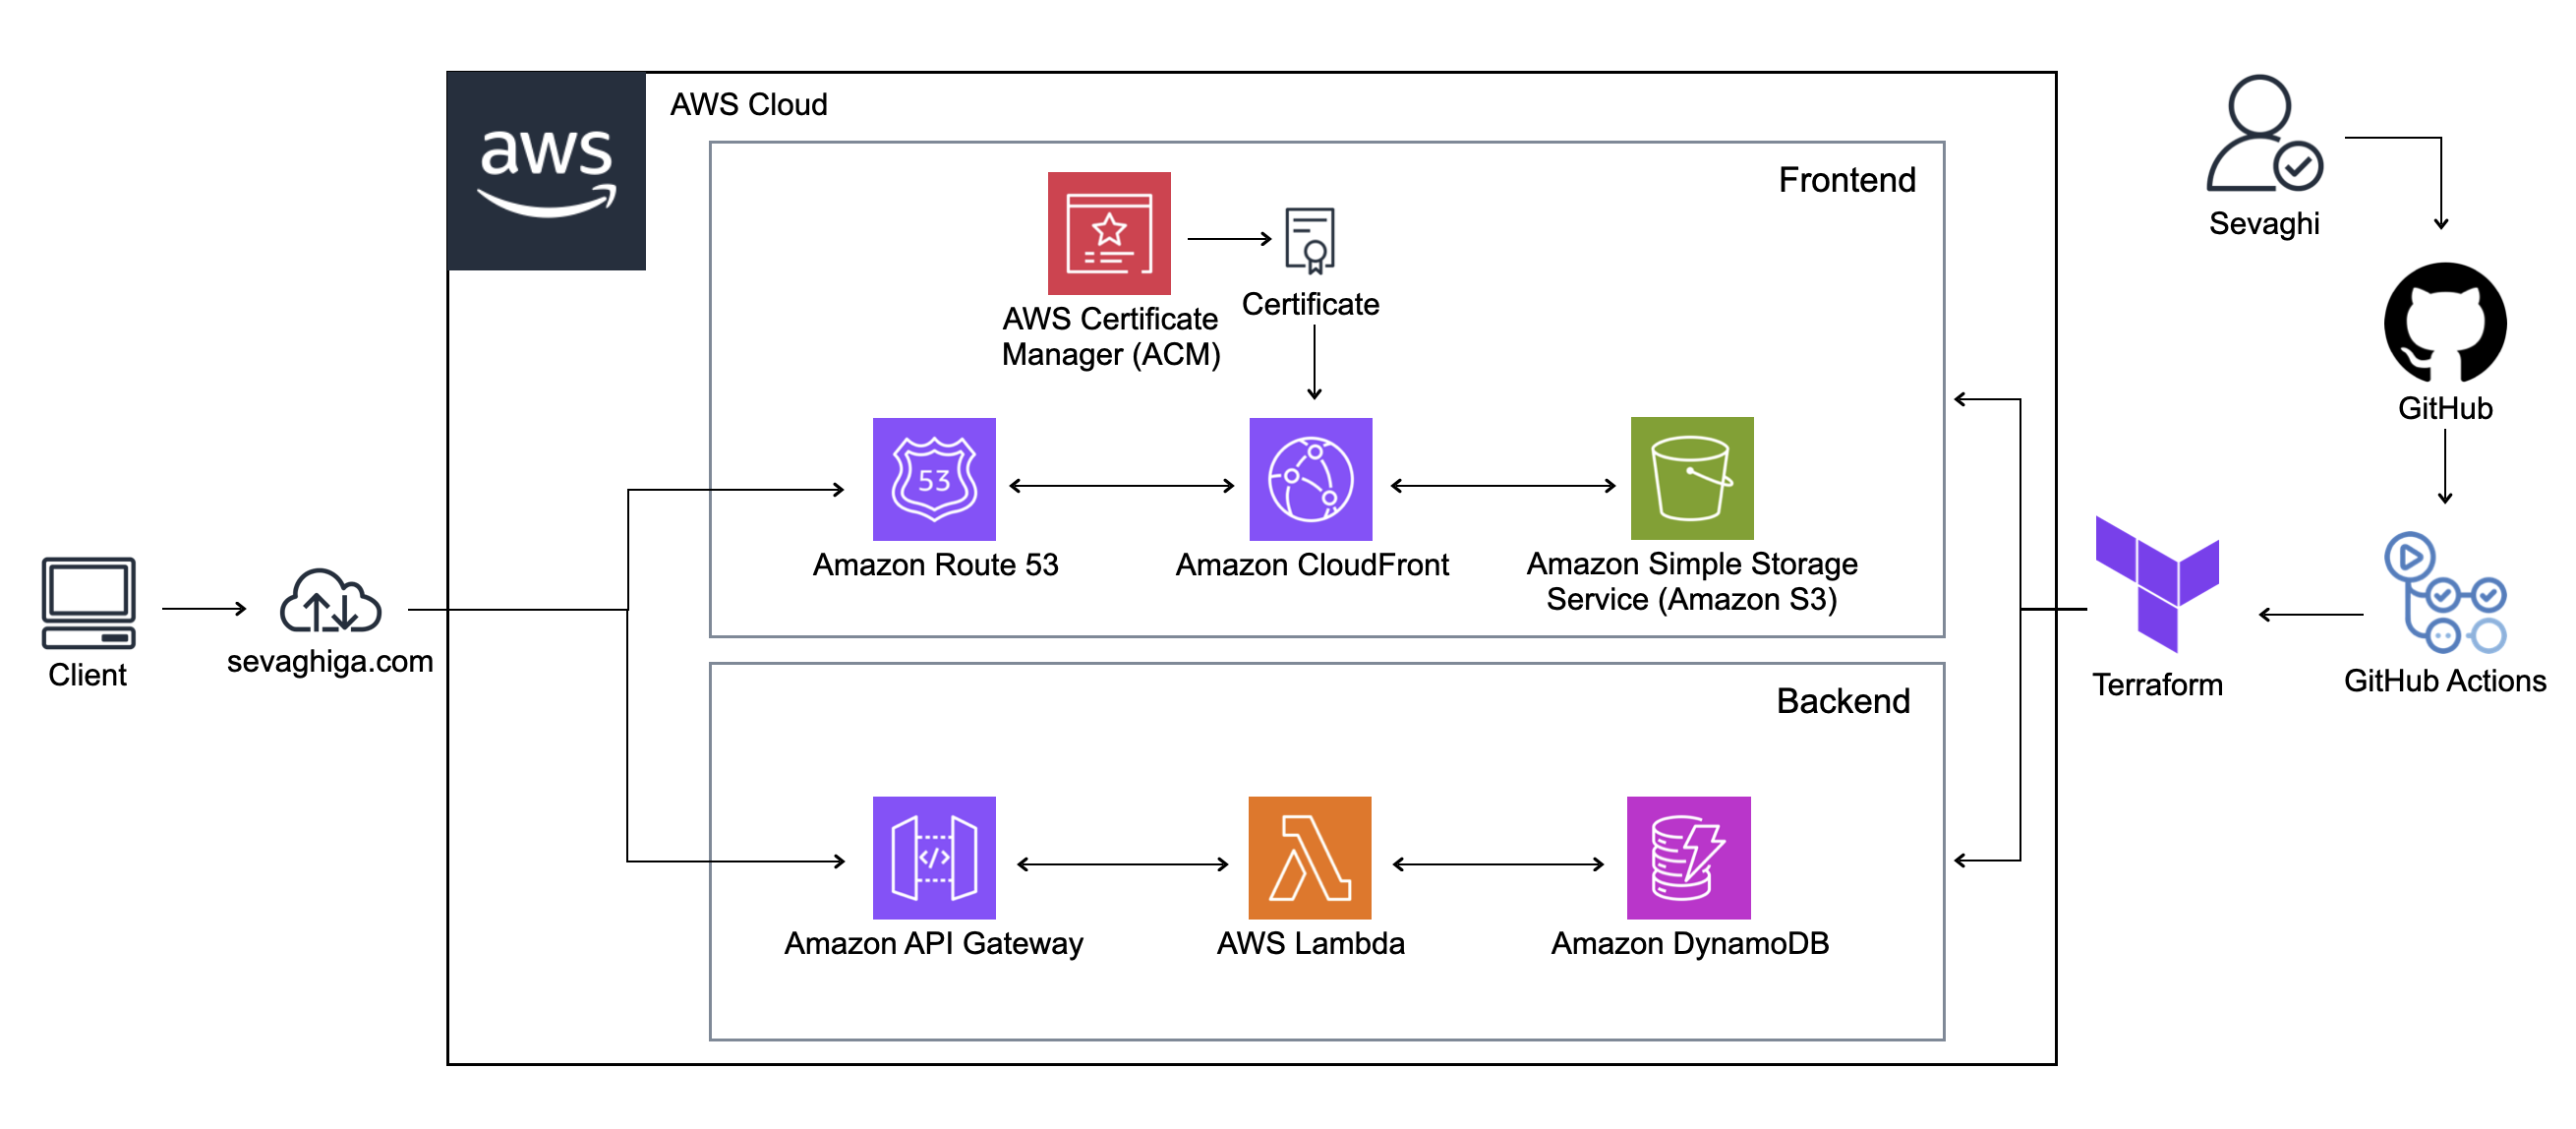 aws
AWS Cloud
Frontend
Sevaghi
AWS Certificate
Manager (ACM)
Certificate
GitHub
53
Amazon Route 53
Amazon CloudFront
Amazon Simple Storage
Service (Amazon S3)
Client
sevaghiga.com
Terraform
GitHub Actions
Backend
</>
Amazon API Gateway
AWS Lambda
Amazon DynamoDB